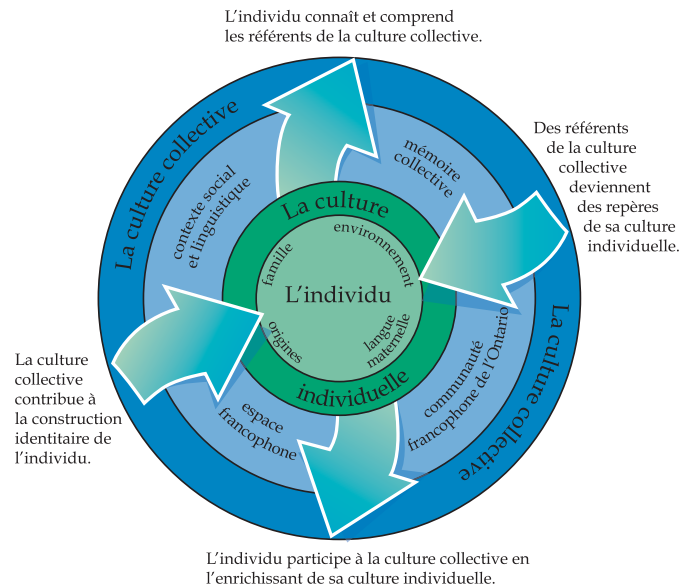 L'individu connaît et comprend
les référents de la culture collective.
Des référents
de la culture
collective
deviennent
des repères
de sa culture
individuelle.
La culture collective
contexte social
et linguistique
mémoire
collective
La culture
famille
environnement
L'individu
origines
langue
maternelle
individuelle
espace
francophone
communauté
francophone de l'Ontario
La culture collective
La culture
collective
contribue à
la construction
identitaire de
l'individu.
L'individu participe à la culture collective en
l'enrichissant de sa culture individuelle.